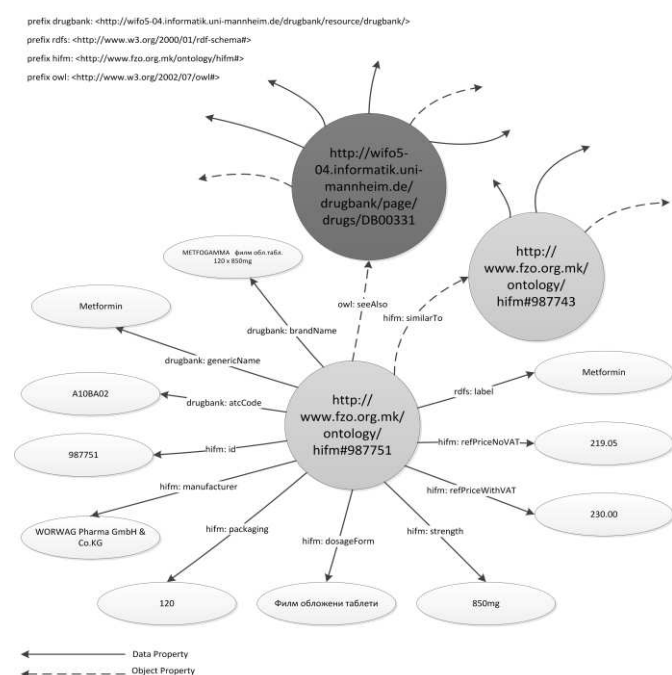 prefix drugbank: <http://wifo5-04.informatik.uni-mannheim.de/drugbank/resource/drugbank/>
prefix rdfs: <http://www.w3.org/2000/01/rdf-schema#>
prefix hifm: <http://www.fzo.org.mk/ontology/hifm#>
prefix owl: <http://www.w3.org/2002/07/owl#>
http://wifo5-
04.informatik.uni-
mannheim.de/
drugbank/page/
drugs/DB00331
METFOGAMMA филм обл.табл.
120 x 850mg
http://
www.fzo.org.mk/
ontology/
hifm#987743
owl: seeAlso
hifm: similarTo
Metformin
drugbank: brandName
drugbank: genericName
http://
www.fzo.org.mk/
ontology/
hifm#987751
rdfs: label
Metformin
A10BA02
drugbank: atcCode
987751
hifm: id
hifm: refPriceNoVAT
219.05
hifm: manufacturer
hifm: refPriceWithVAT
WORWAG Pharma GmbH &
Co.KG
hifm: packaging
hifm: dosageForm
hifm: strength
230.00
120
Филм обложени таблети
850mg
Data Property
Object Property